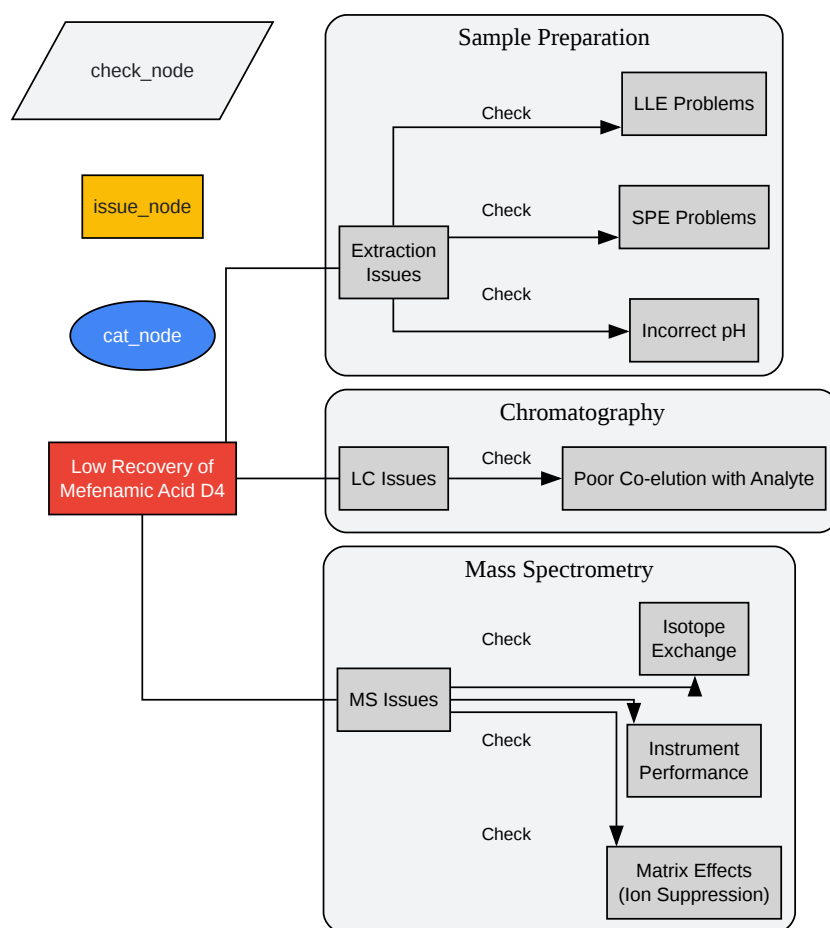 check_node
issue_node
cat_node
Low Recovery of
Mefenamic Acid D4
Sample Preparation
Extraction
Issues
Check
LLE Problems
Check
SPE Problems
Check
Incorrect pH
Chromatography
LC Issues
Check
Poor Co-elution with Analyte
Mass Spectrometry
MS Issues
Check
Isotope
Exchange
Check
Instrument
Performance
Check
Matrix Effects
(Ion Suppression)